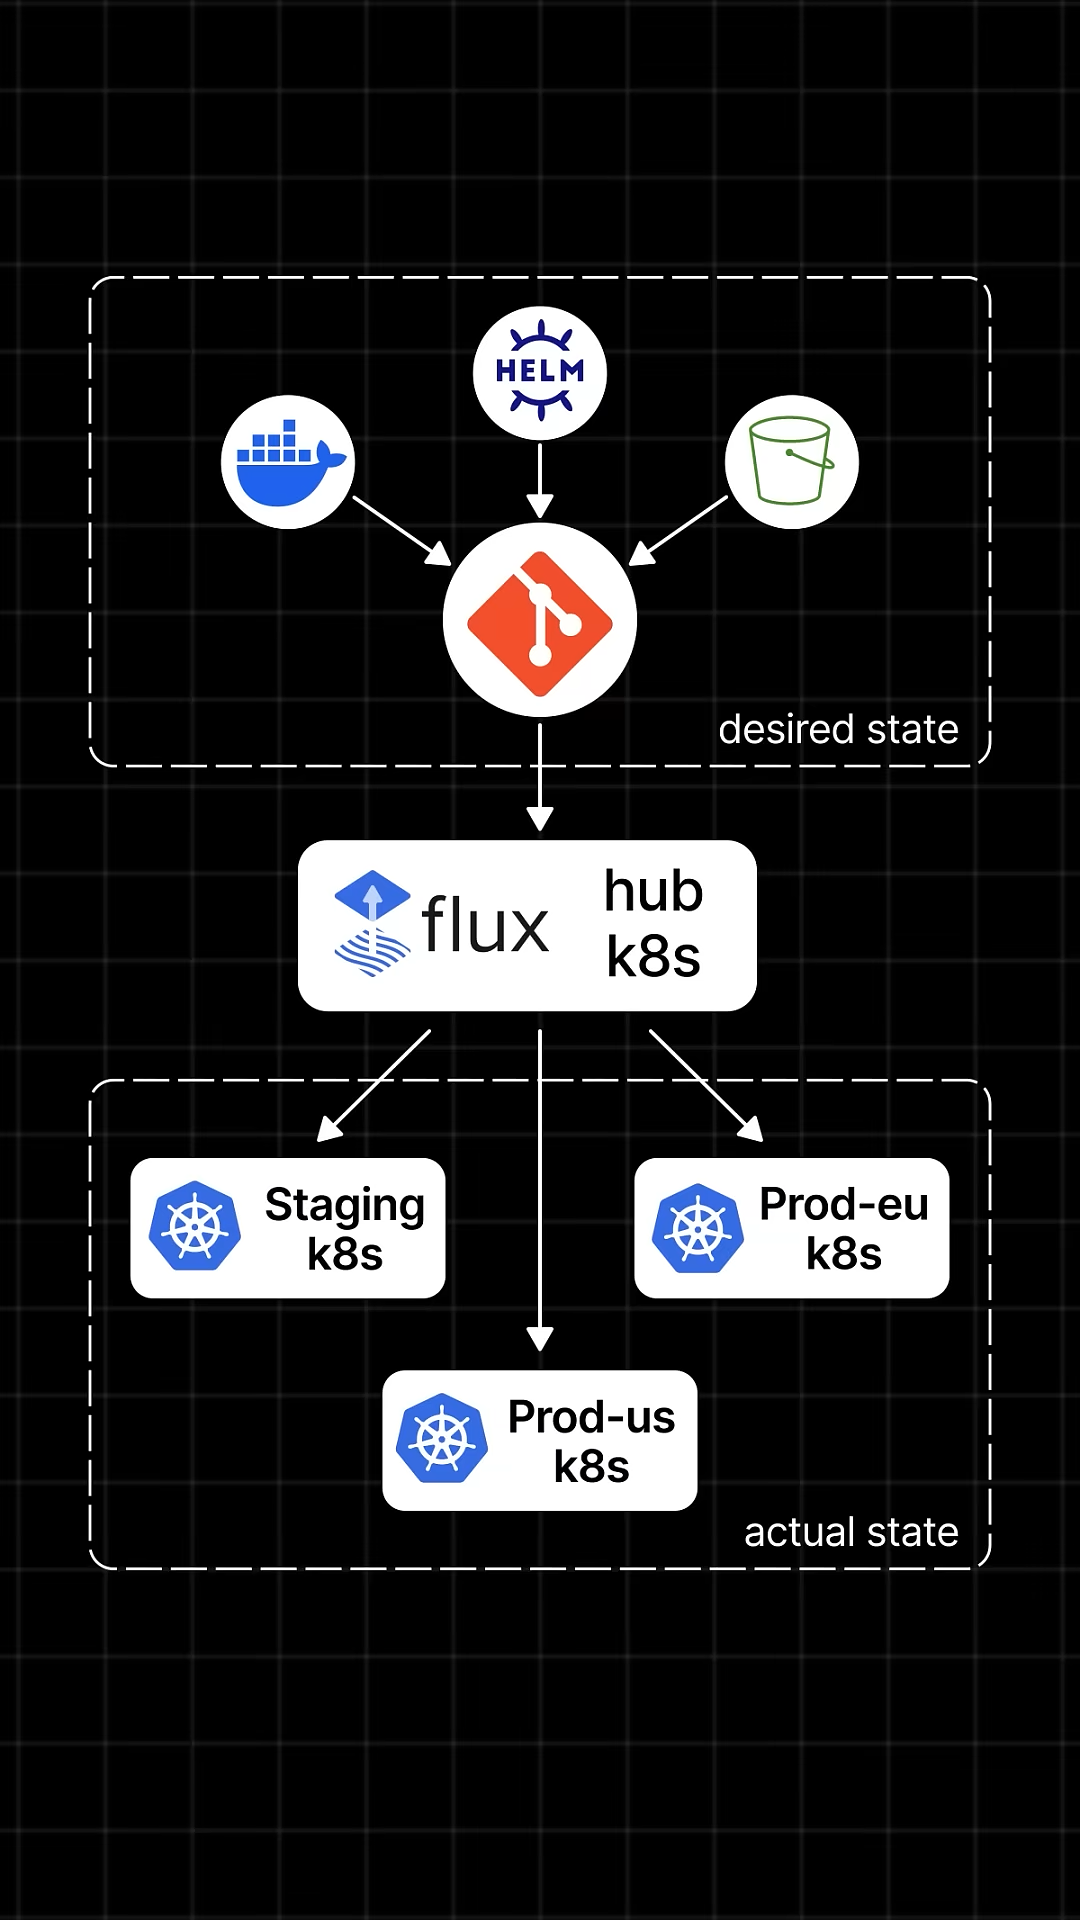 HELM
desired state
flux
hub
k8s
Staging
k8s
Prod-eu
k8s
Prod-us
k8s
actual state